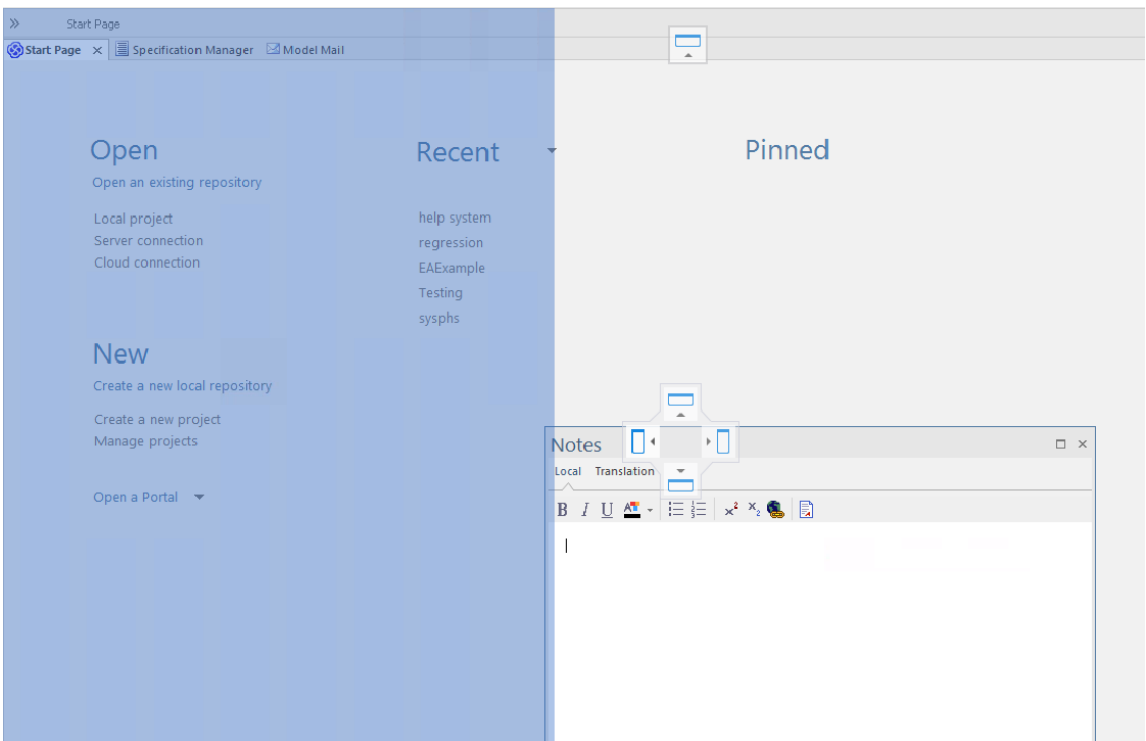 Start Page
Start Page Specification Manager Model Mail
Open
Open an existing repository
Local project
Server connection
Cloud connection
New
Create a new local repository
Create a new project
Manage projects
Open a Portal
Recent
help system
regression
EAExample
Testing
sysphs
Pinned
Notes
Local Translation
B I U A x² x₂